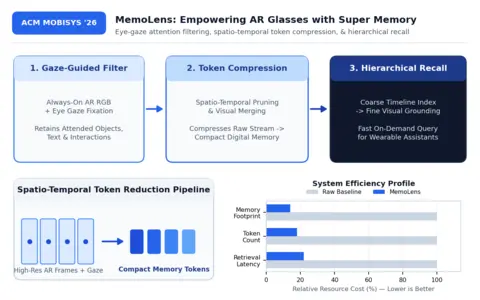 ACM MOBISYS '26
MemoLens: Empowering AR Glasses with Super Memory
Eye-gaze attention filtering, spatio-temporal token compression, & hierarchical recall
1. Gaze-Guided Filter
Always-On AR RGB
+ Eye Gaze Fixation
Retains Attended Objects,
Text & Interactions
2. Token Compression
Spatio-Temporal Pruning
& Visual Merging
Compresses Raw Stream ->
Compact Digital Memory
3. Hierarchical Recall
Coarse Timeline Index
-> Fine Visual Grounding
Fast On-Demand Query
for Wearable Assistants
Spatio-Temporal Token Reduction Pipeline
High-Res AR Frames + Gaze
Compact Memory Tokens
System Efficiency Profile
Raw Baseline
MemoLens
Memory
Footprint
Token
Count
Retrieval
Latency
0
20
40
60
80
100
Relative Resource Cost (%) — Lower is Better